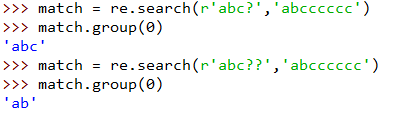 >>> match = re.search(r'abc?','abcccccc')
>>> match.group(0)
'abc'
>>> match = re.search(r'abc??','abcccccc')
>>> match.group(0)
'ab'